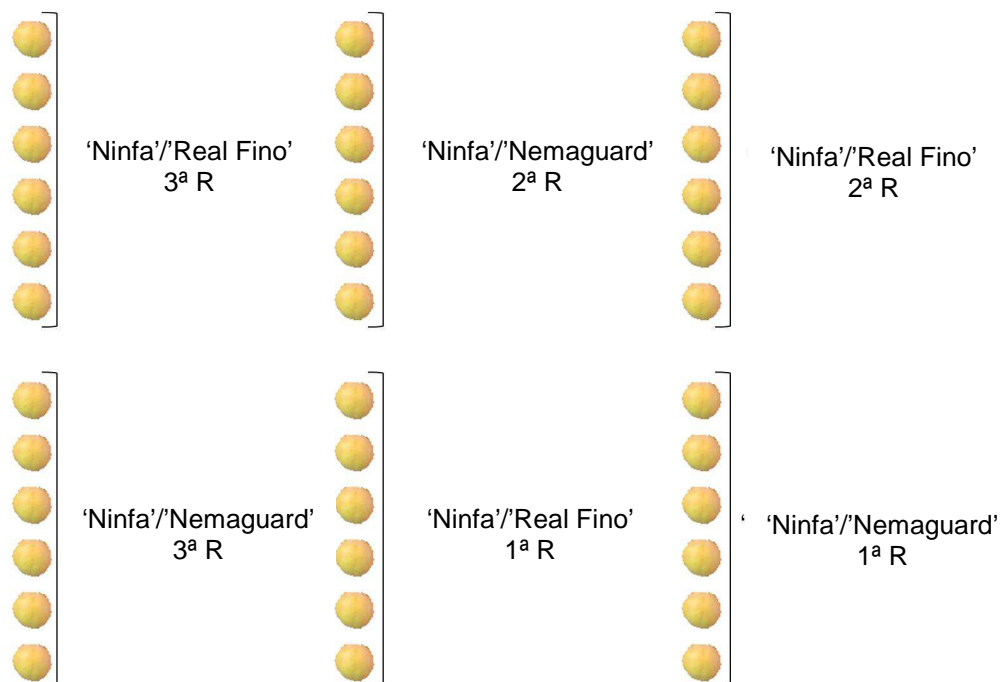 ‘Ninfa’/’Real Fino’
3ª R
‘Ninfa’/’Nemaguard’
2ª R
‘Ninfa’/’Real Fino’
2ª R
‘Ninfa’/’Nemaguard’
3ª R
‘Ninfa’/’Real Fino’
1ª R
‘ ‘Ninfa’/’Nemaguard’
1ª R